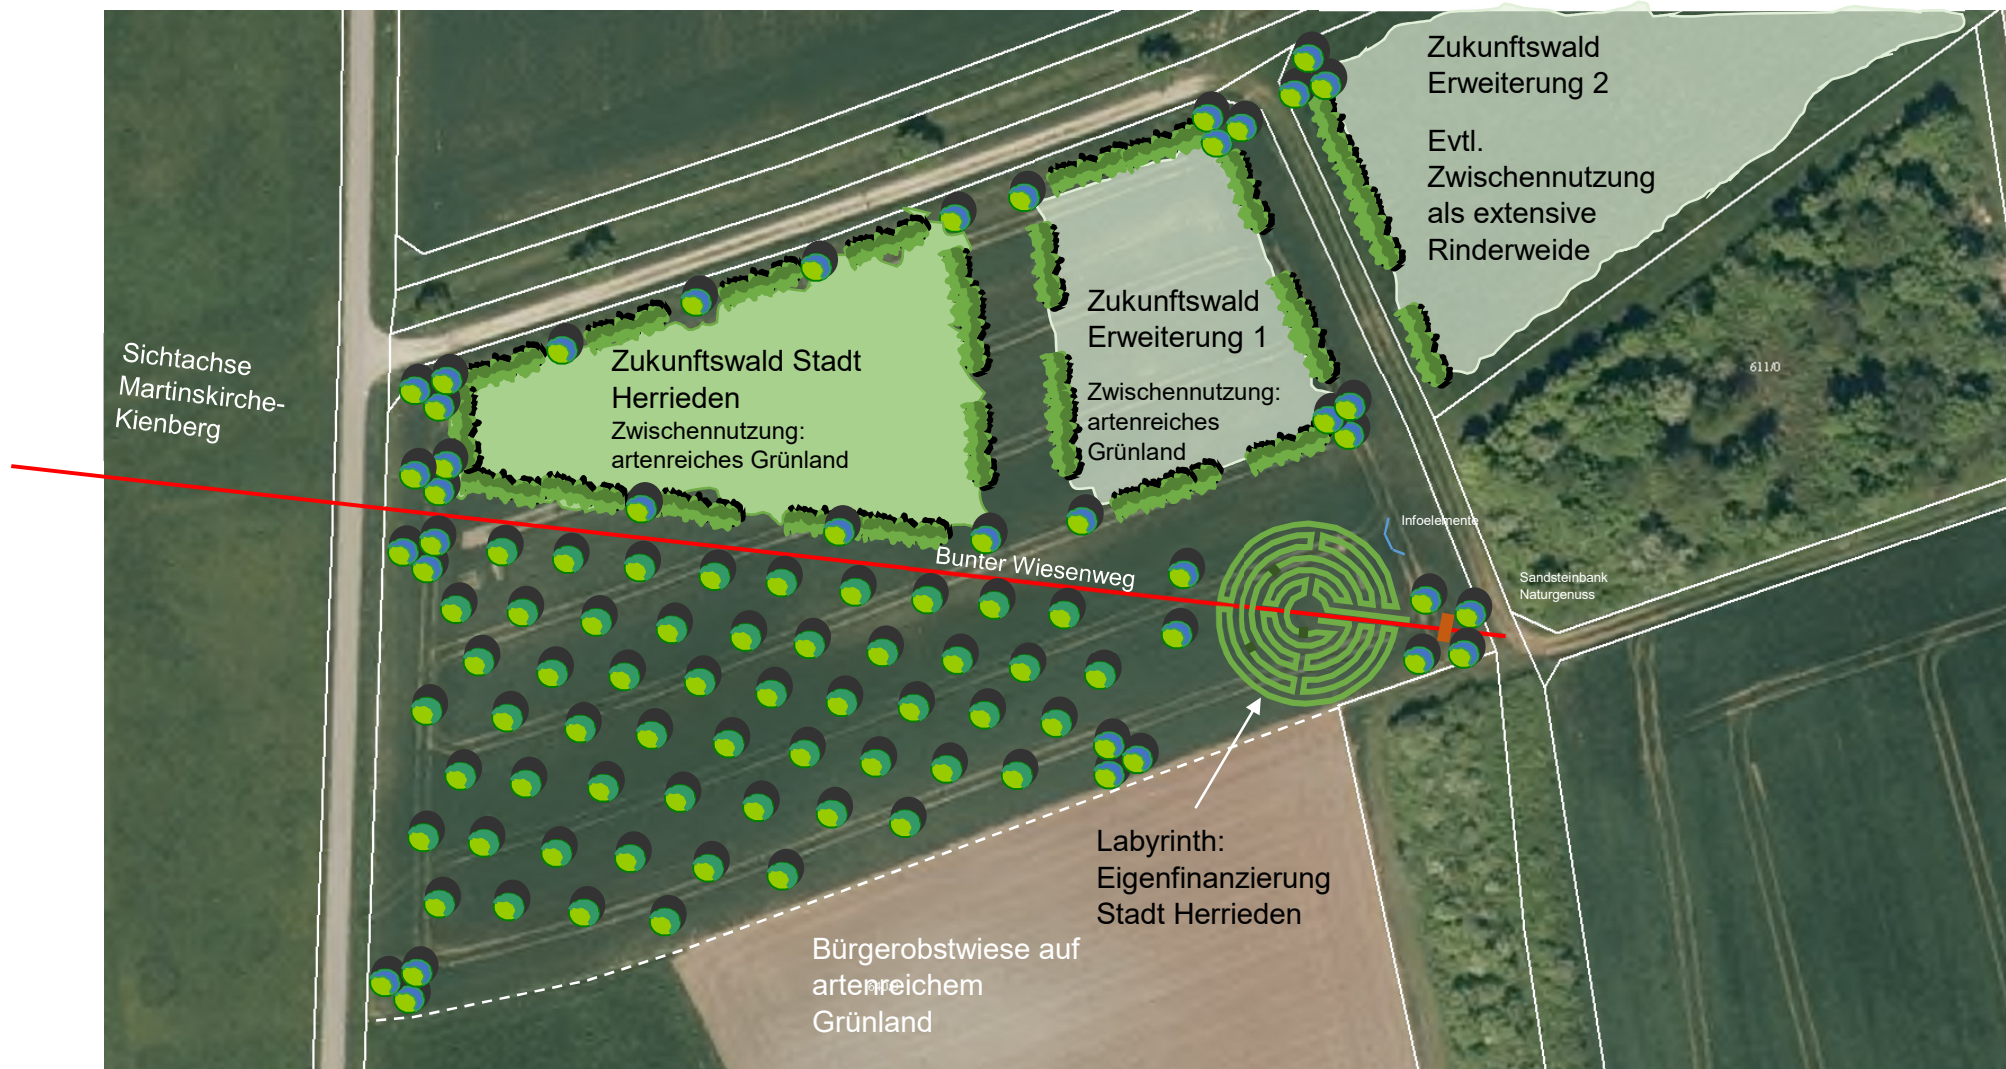 Zukunftswald
Erweiterung 2
Evtl.
Zwischennutzung
als extensive
Rinderweide
Zukunftswald
Erweiterung 1
Zwischennutzung:
artenreiches
Grünland
Zukunftswald Stadt
Herrieden
Zwischennutzung:
artenreiches Grünland
Sichtachse
Martinskirche-
Kienberg
611/0
Infoelemente
Bunter Wiesenweg
Sandsteinbank
Naturgenuss
Labyrinth:
Eigenfinanzierung
Stadt Herrieden
Bürgerobstwiese auf
artenreichem
Grünland